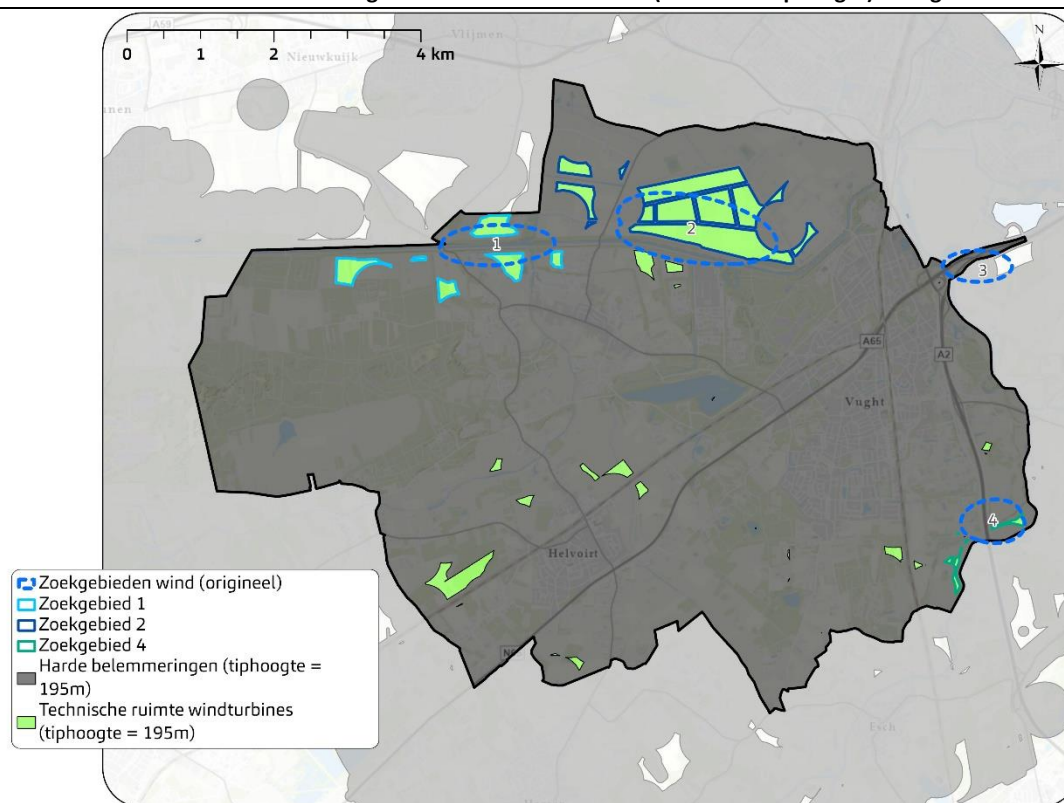 A59
Vlijmen
Nieuwkuijk
N
0 1 2 4 km
1
2
3
A65
A2
Vught
4
Helvoirt
Esch
Zoekgebieden wind (origineel)
Zoekgebied 1
Zoekgebied 2
Zoekgebied 4
Harde belemmeringen (tiphoogte =
195m)
Technische ruimte windturbines
(tiphoogte = 195m)